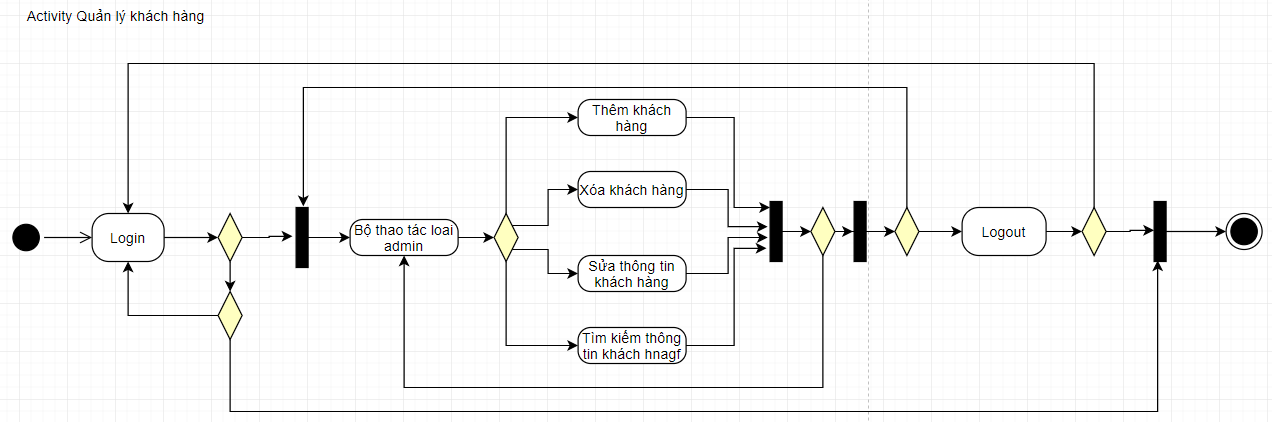 Activity Quản lý khách hàng
Thêm khách
hàng
Xóa khách hàng
Login
Bộ thao tác loai
admin
Logout
Sửa thông tin
khách hàng
Tìm kiếm thông
tin khách hnagf